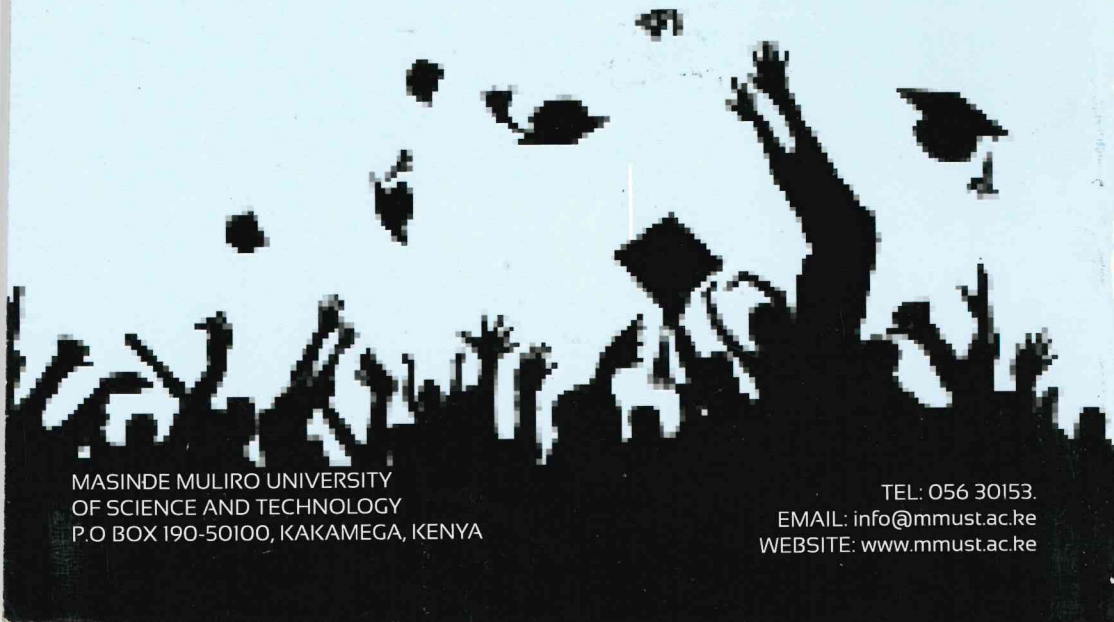 MASINDE MULIRO UNIVERSITY
OF SCIENCE AND TECHNOLOGY
P.O BOX 190-50100, KAKAMEGA, KENYA
TEL: 056 30153.
EMAIL: info@mmust.ac.ke
WEBSITE: www.mmust.ac.ke